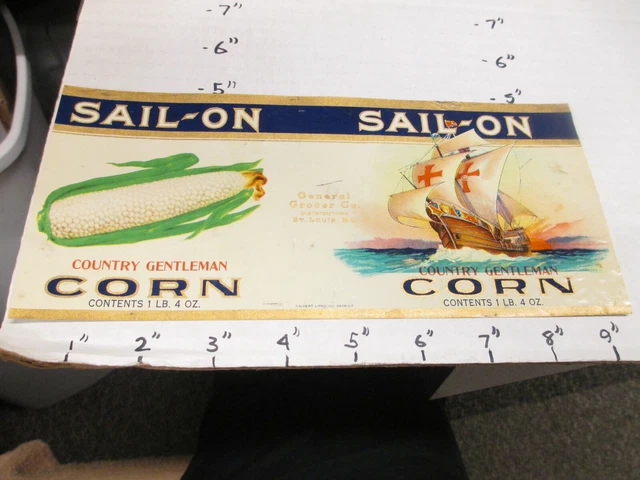 - 7"
- 7"
- 6"
- 6"
- 5"
- 5"
SAIL-ON
SAIL-ON
General
Grocer Co.
DISTRIBUTORS
St. Louis, Mo.
COUNTRY GENTLEMAN
CORN
CONTENTS 1 LB. 4 OZ.
COUNTRY GENTLEMAN
CORN
CONTENTS 1 LB. 4 OZ.
1"
2"
3"
4"
5"
6"
7"
8"
9"